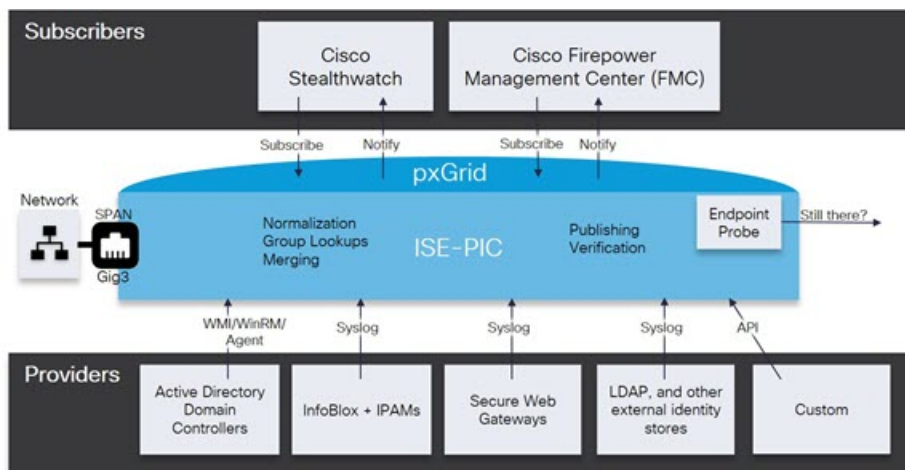 Subscribers
Cisco
Stealthwatch
Cisco Firepower
Management Center (FMC)
Subscribe
Notify
Subscribe
Notify
pxGrid
Network
SPAN
Gig3
Normalization
Group Lookups
Merging
ISE-PIC
Publishing
Verification
Endpoint
Probe
Still there?
WMI/WinRM/
Agent
Syslog
Syslog
Syslog
API
Providers
Active Directory
Domain
Controllers
InfoBlox + IPAMs
Secure Web
Gateways
LDAP, and other
external identity
stores
Custom